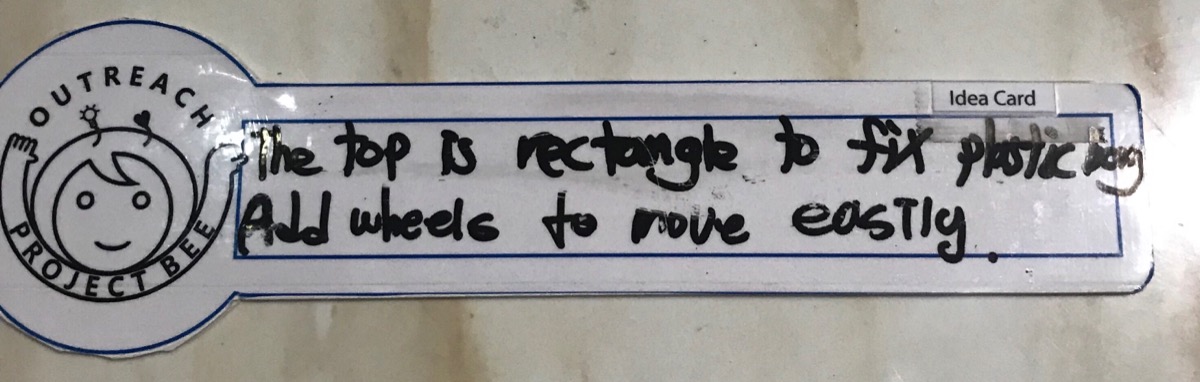 OUTREACH
PROJECT BEE
Idea Card
The top is rectangle to fix plastic bag
Add wheels to move eastly.